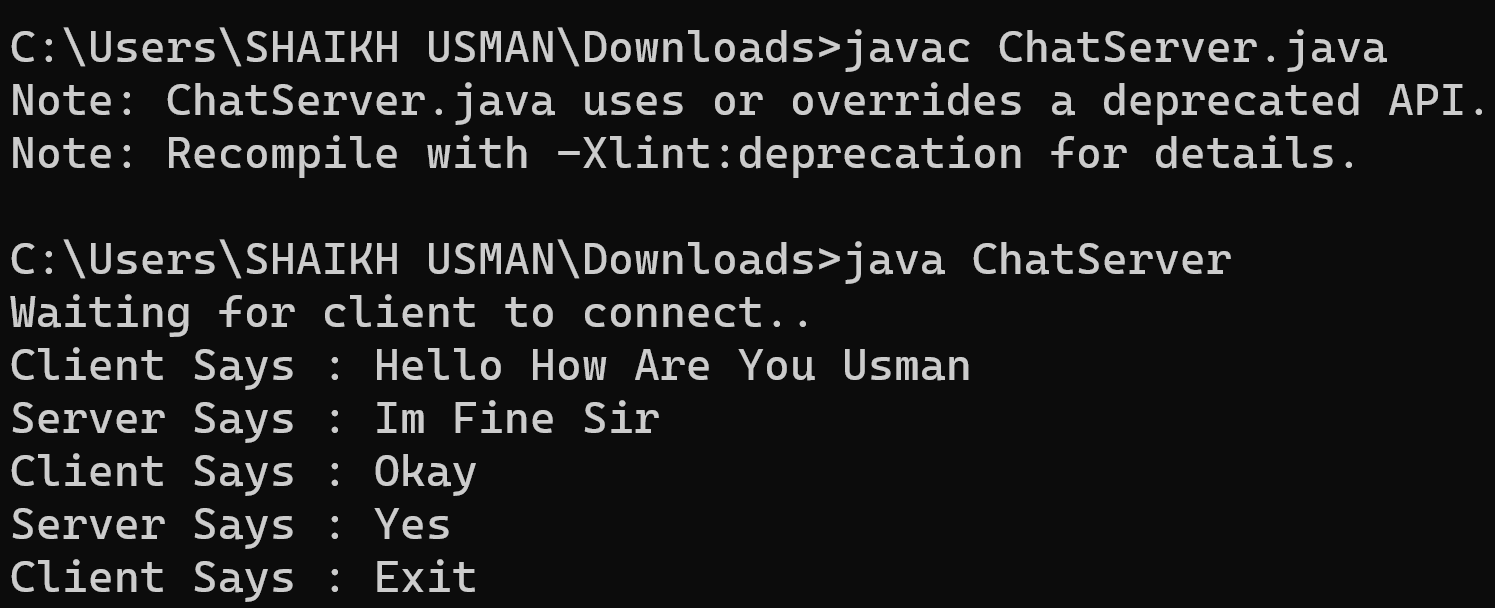 C:\Users\SHAIKH USMAN\Downloads>javac ChatServer.java
Note: ChatServer.java uses or overrides a deprecated API.
Note: Recompile with -Xlint:deprecation for details.
C:\Users\SHAIKH USMAN\Downloads>java ChatServer
Waiting for client to connect..
Client Says : Hello How Are You Usman
Server Says : Im Fine Sir
Client Says : Okay
Server Says : Yes
Client Says : Exit